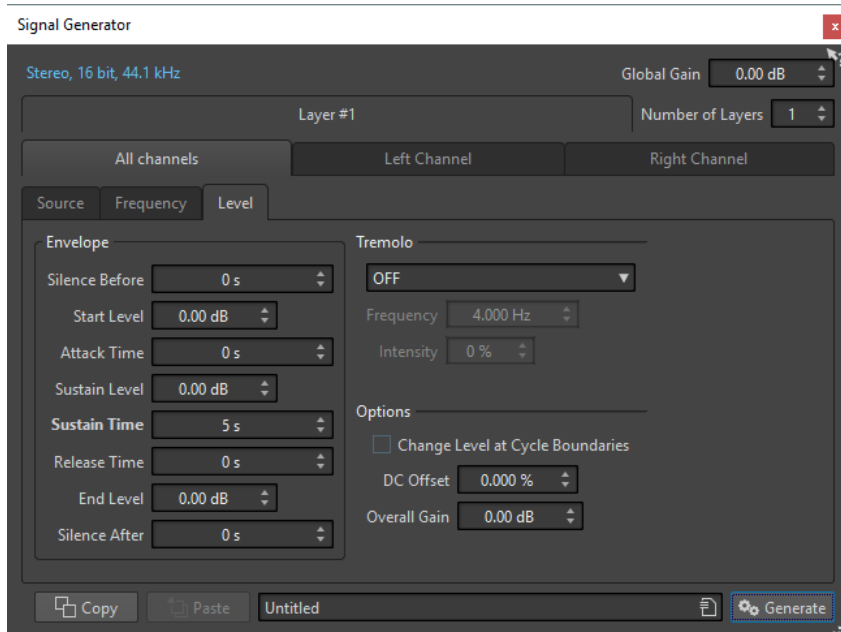 Signal Generator
x
Stereo, 16 bit, 44.1 kHz
Global Gain 0.00 dB
Layer #1
Number of Layers 1
All channels Left Channel Right Channel
Source Frequency Level
Envelope
Silence Before 0 s
Start Level 0.00 dB
Attack Time 0 s
Sustain Level 0.00 dB
Sustain Time 5 s
Release Time 0 s
End Level 0.00 dB
Silence After 0 s
Tremolo
OFF
Frequency 4.000 Hz
Intensity 0 %
Options
Change Level at Cycle Boundaries
DC Offset 0.000 %
Overall Gain 0.00 dB
Copy Paste Untitled Generate